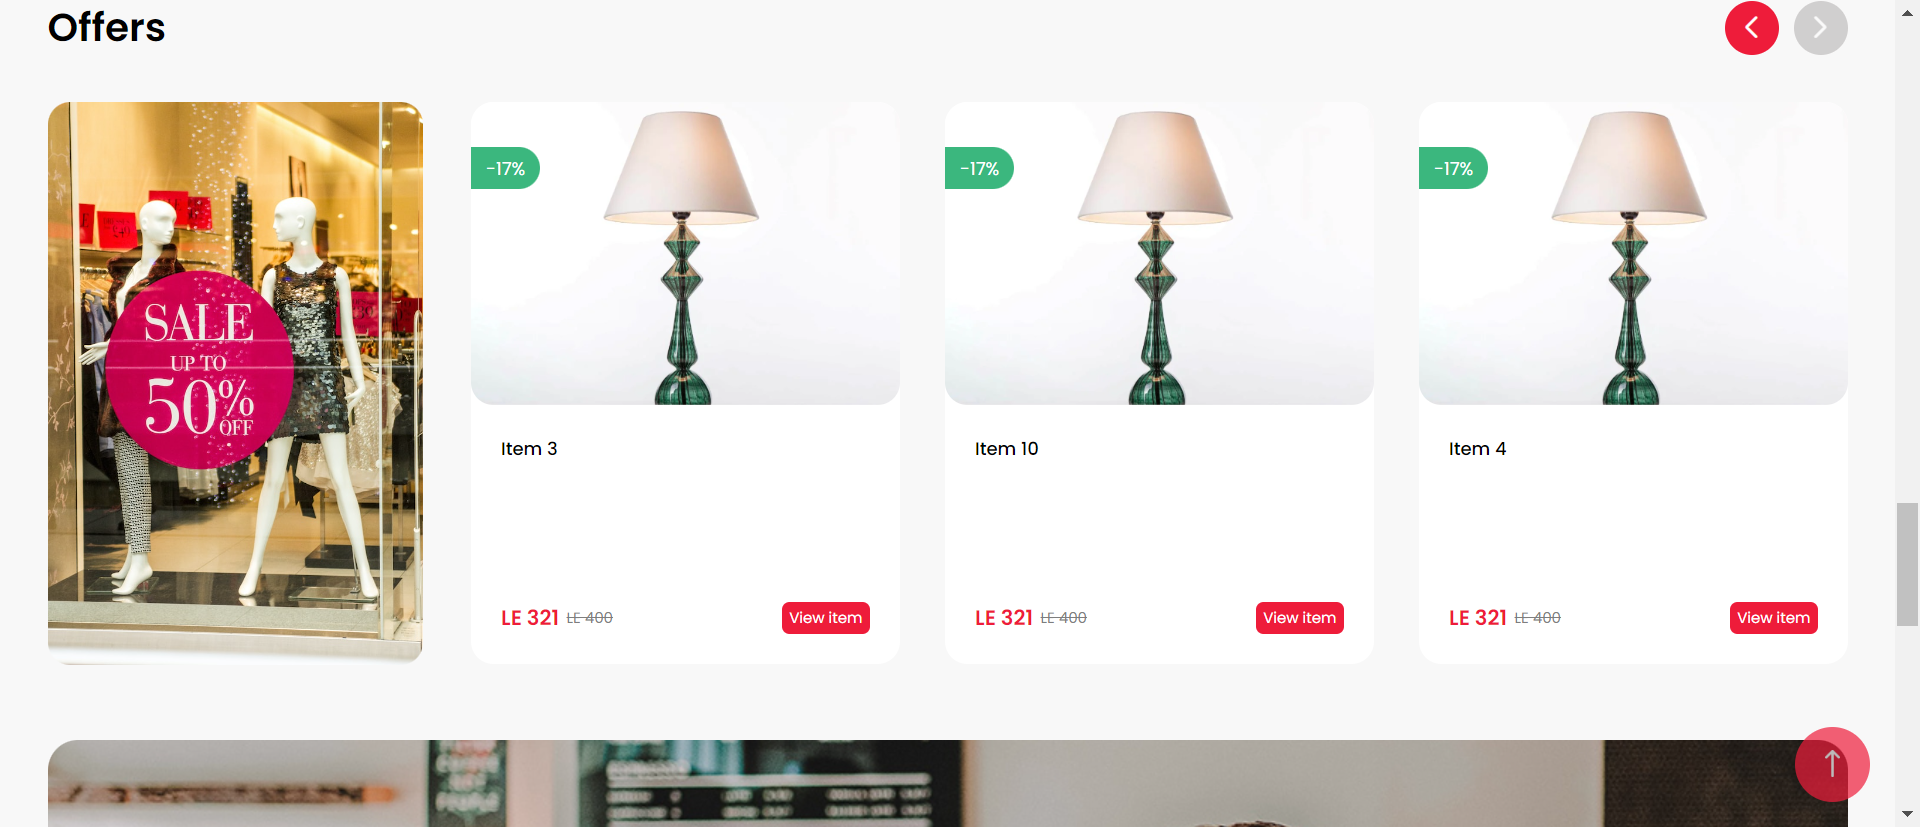 Offers
SALE
UP TO
50%
OFF
-17%
-17%
-17%
Item 3
Item 10
Item 4
LE 321 LE 400
View item
LE 321 LE 400
View item
LE 321 LE 400
View item